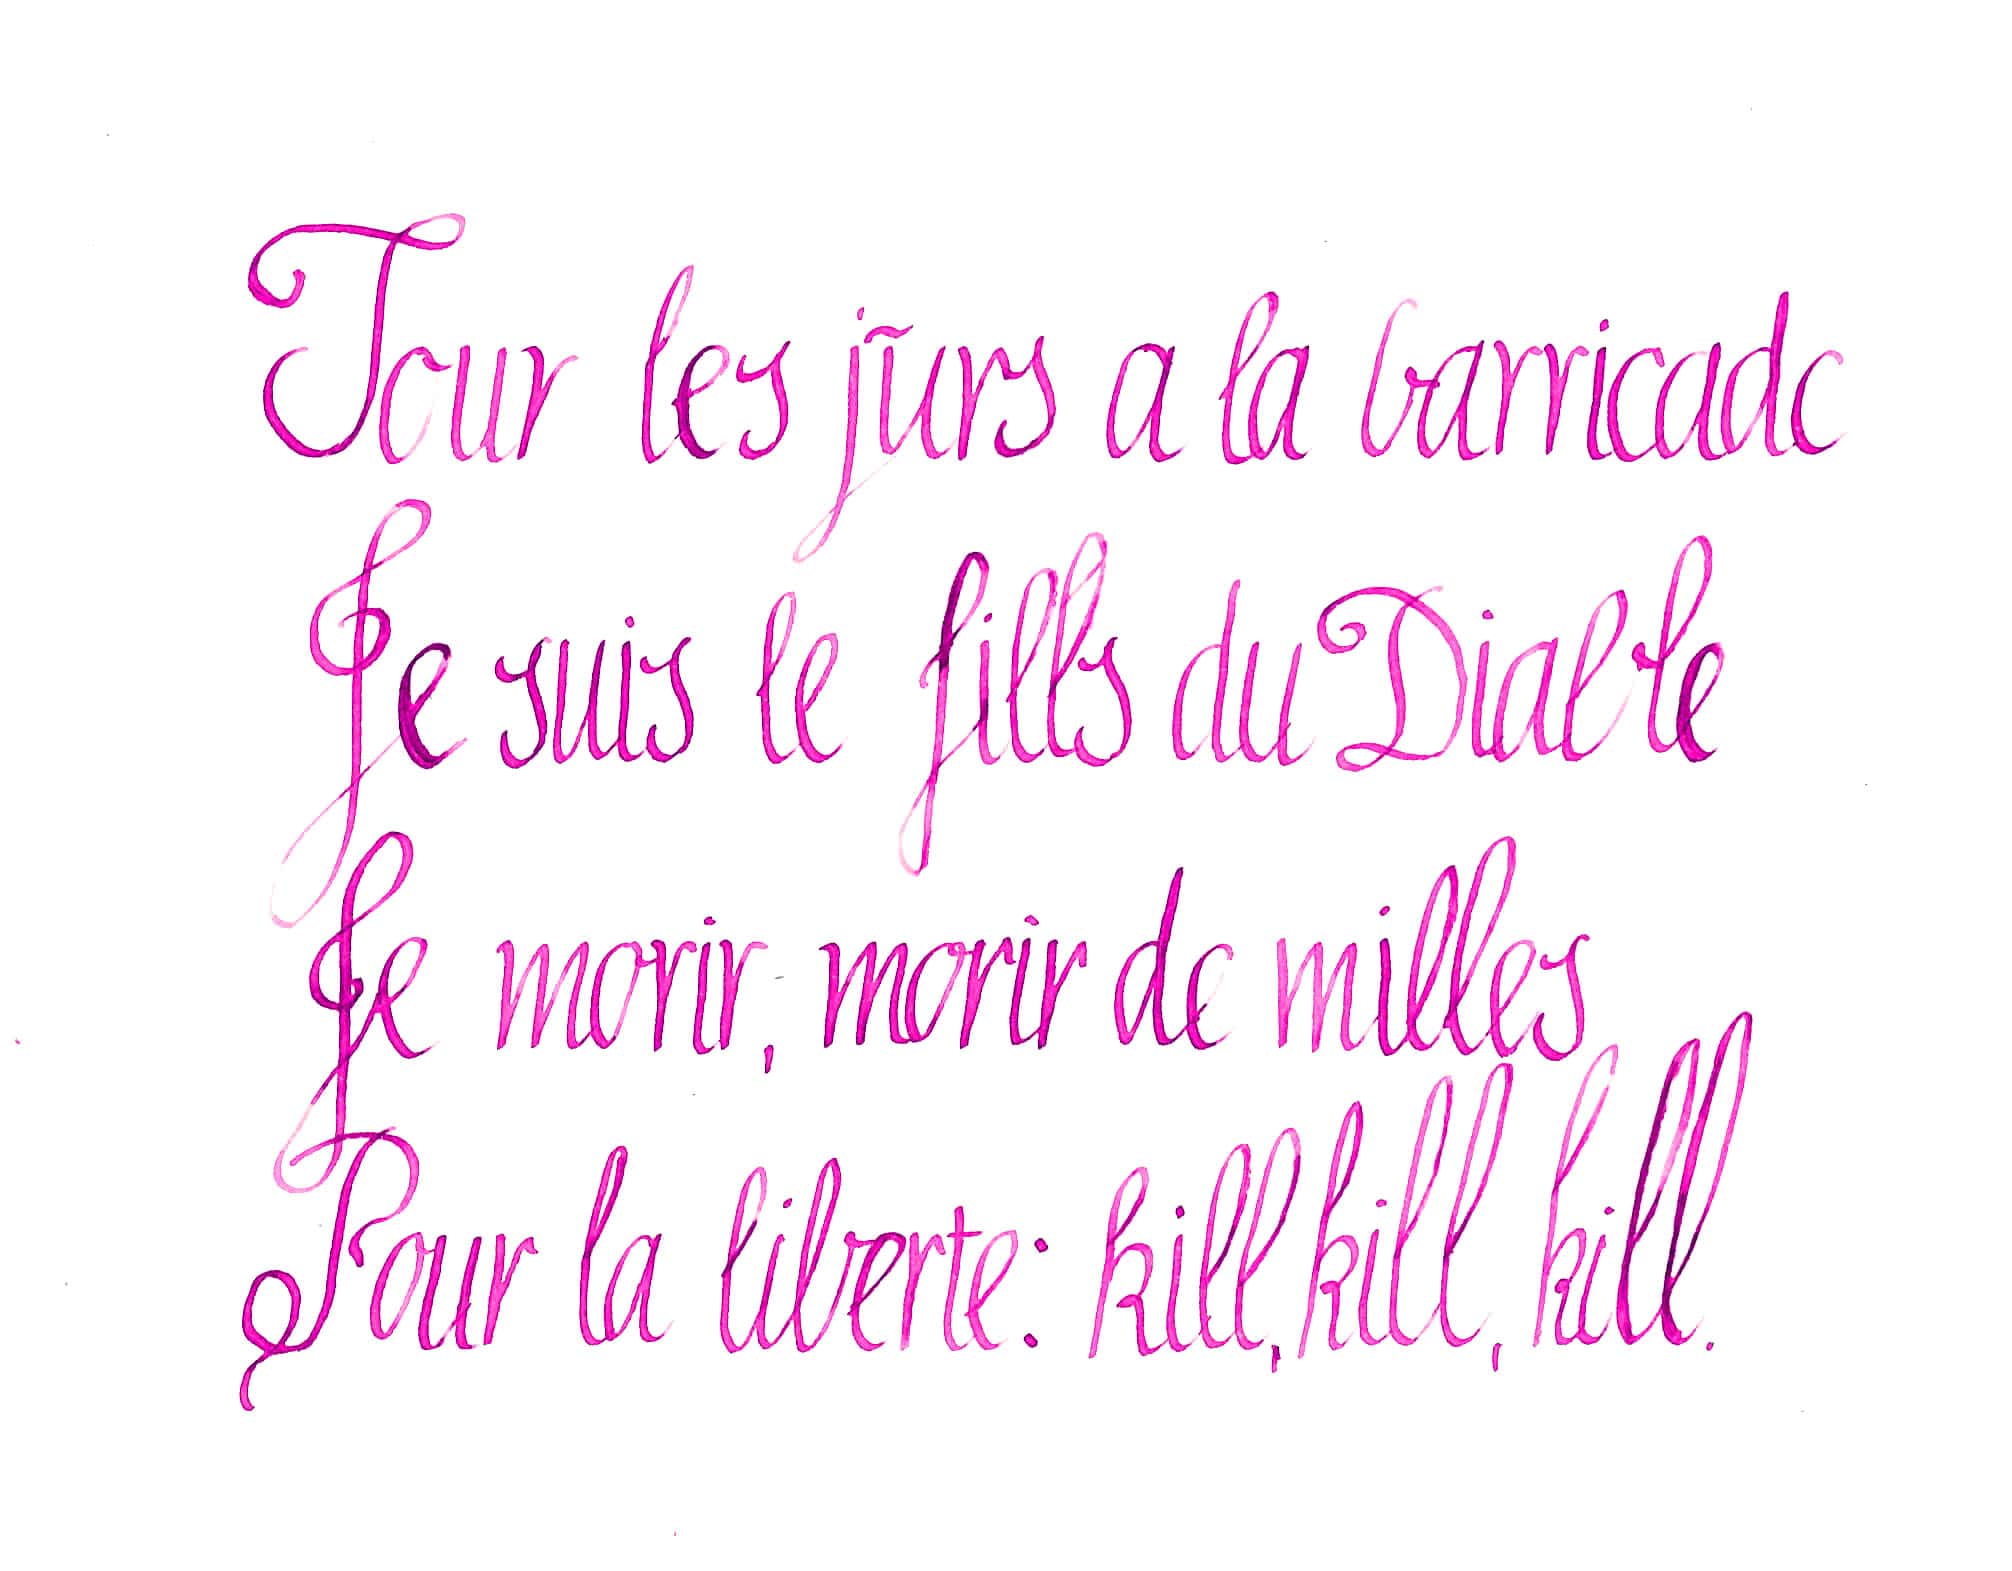 Tour les jũrs a la barricade
Je suis le fills du Diable
Je morir, morir de milles
Pour la liberte: kill, kill, kill.